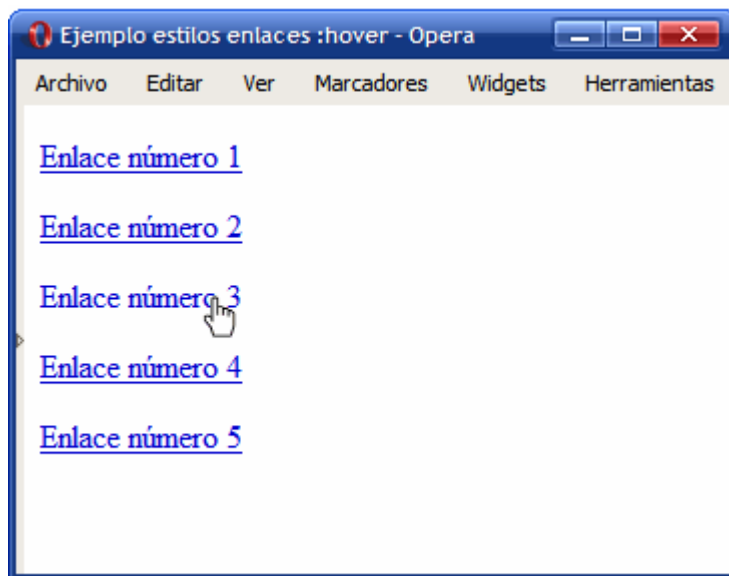 Ejemplo estilos enlaces :hover - Opera
Archivo Editar Ver Marcadores Widgets Herramientas
Enlace número 1
Enlace número 2
Enlace número 3
Enlace número 4
Enlace número 5